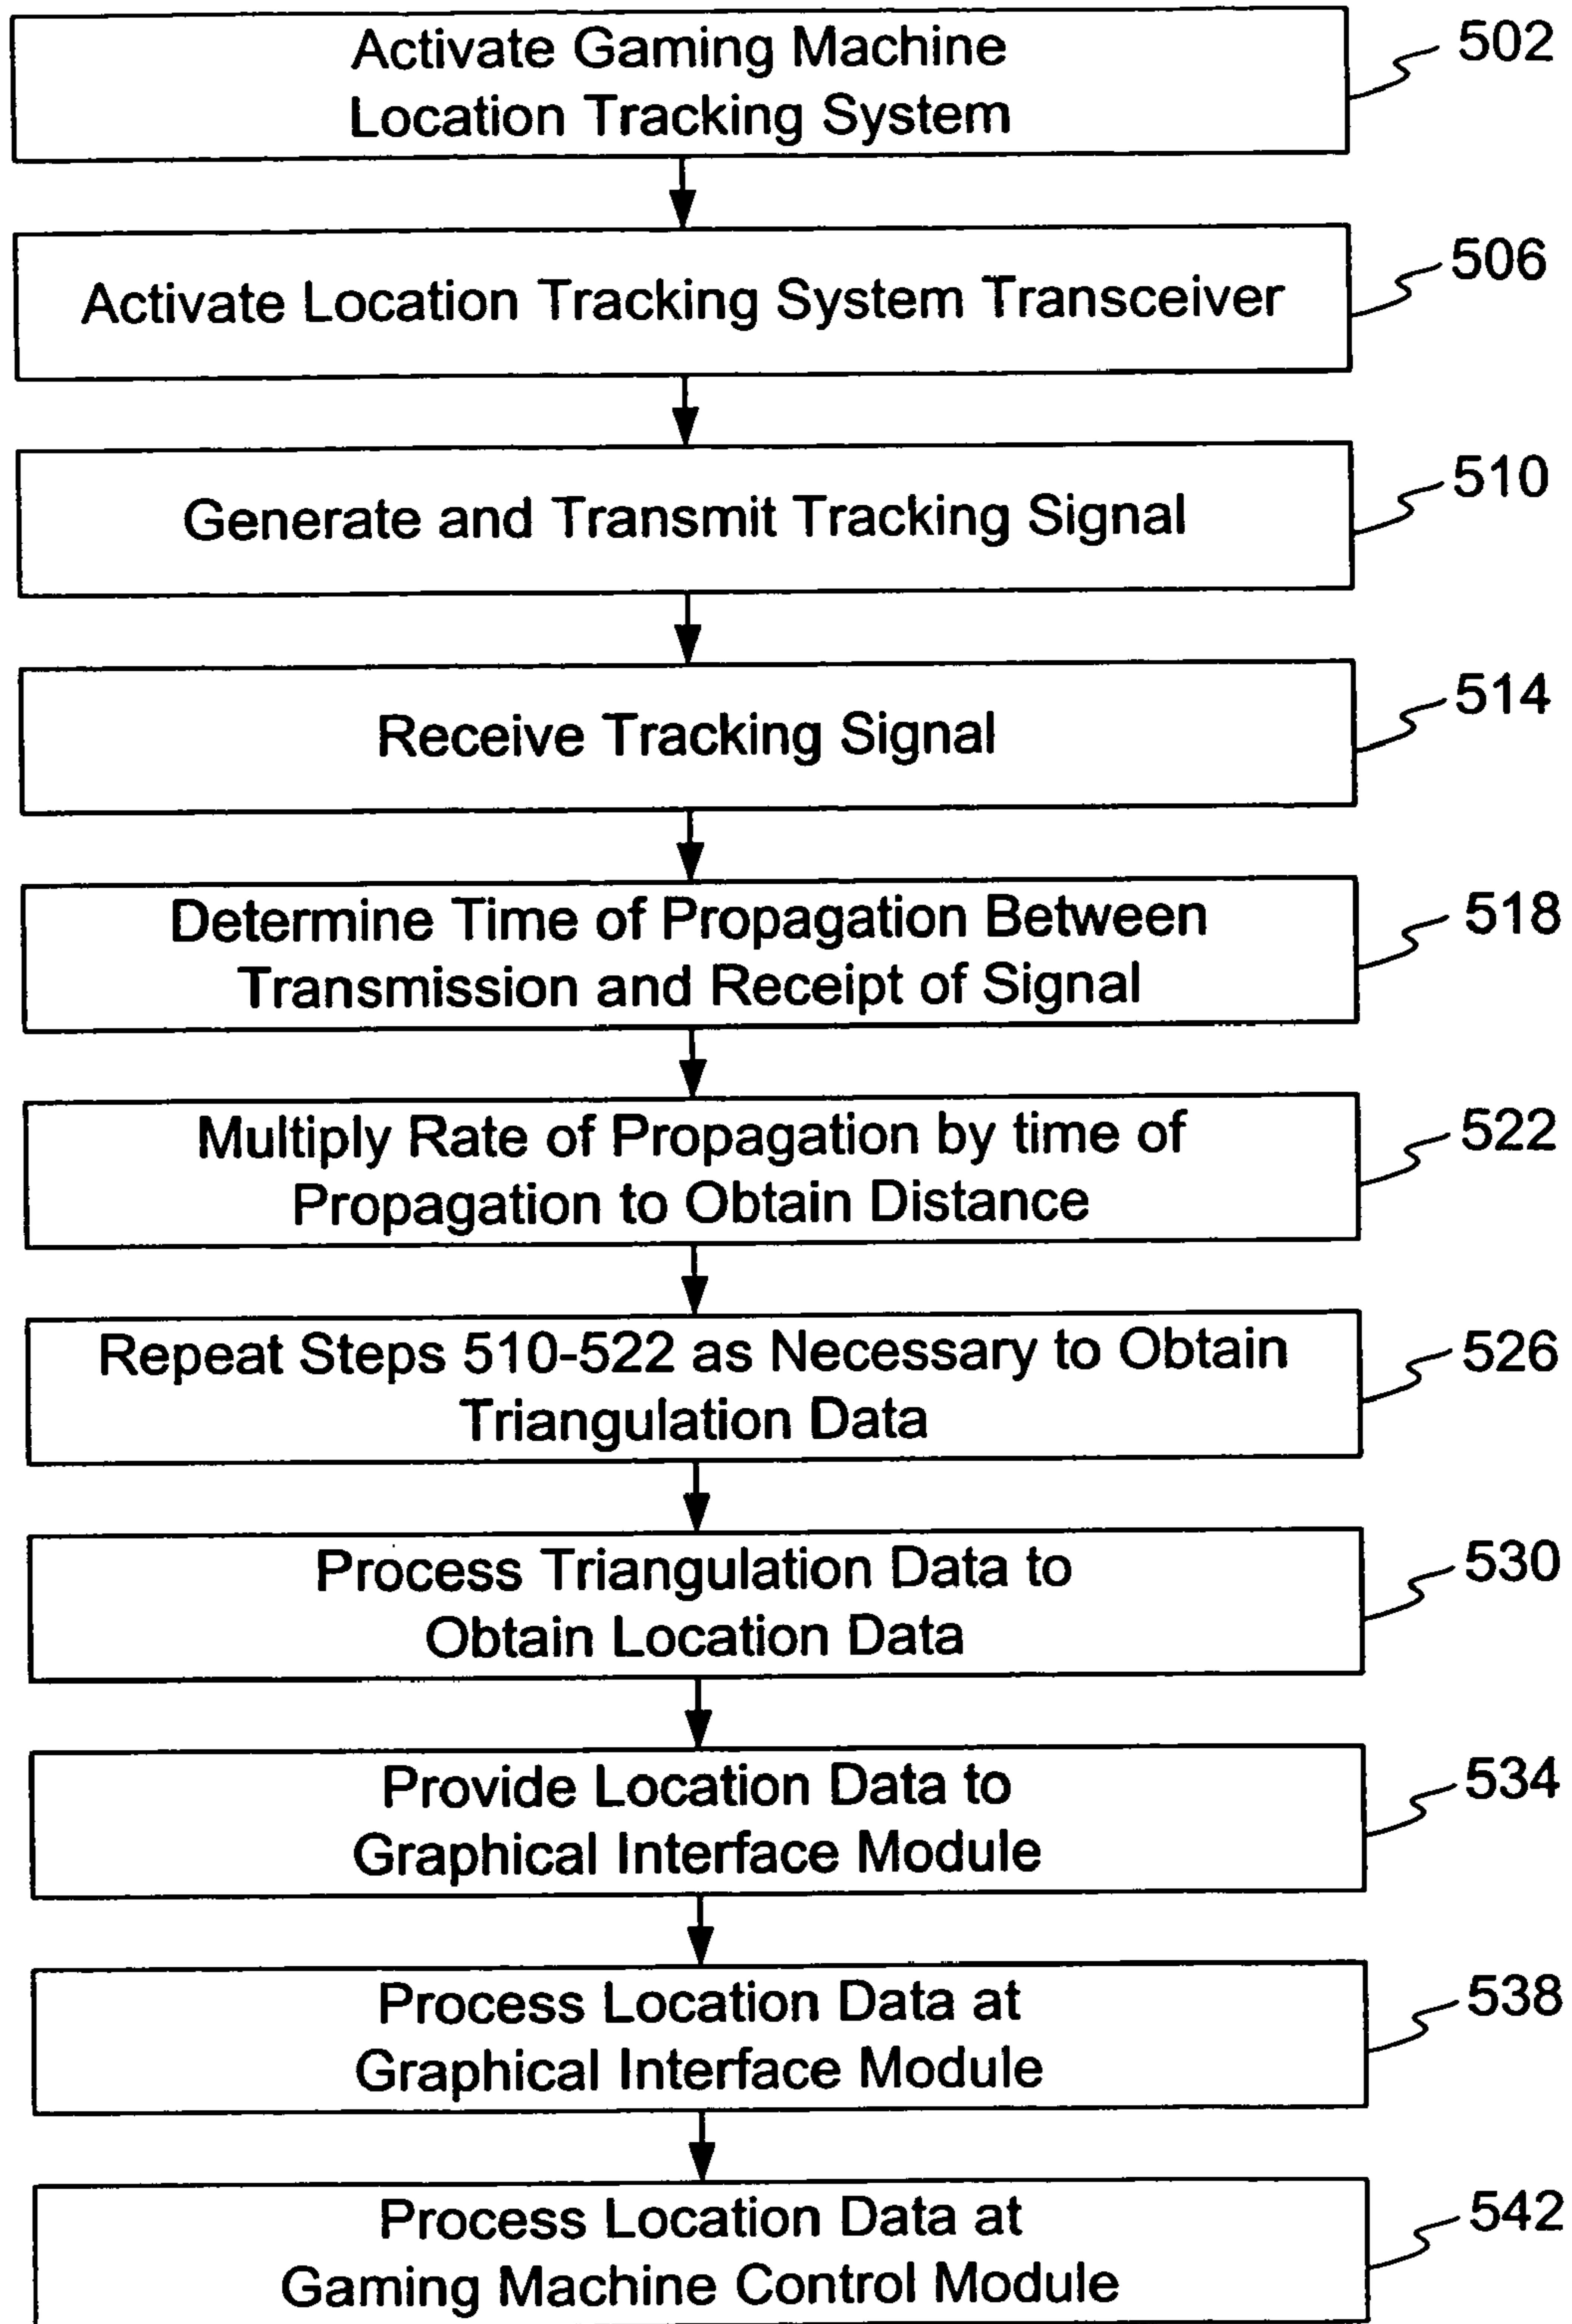 Activate Gaming Machine
Location Tracking System
502
Activate Location Tracking System Transceiver
506
Generate and Transmit Tracking Signal
510
Receive Tracking Signal
514
Determine Time of Propagation Between
Transmission and Receipt of Signal
518
Multiply Rate of Propagation by time of
Propagation to Obtain Distance
522
Repeat Steps 510-522 as Necessary to Obtain
Triangulation Data
526
Process Triangulation Data to
Obtain Location Data
530
Provide Location Data to
Graphical Interface Module
534
Process Location Data at
Graphical Interface Module
538
Process Location Data at
Gaming Machine Control Module
542